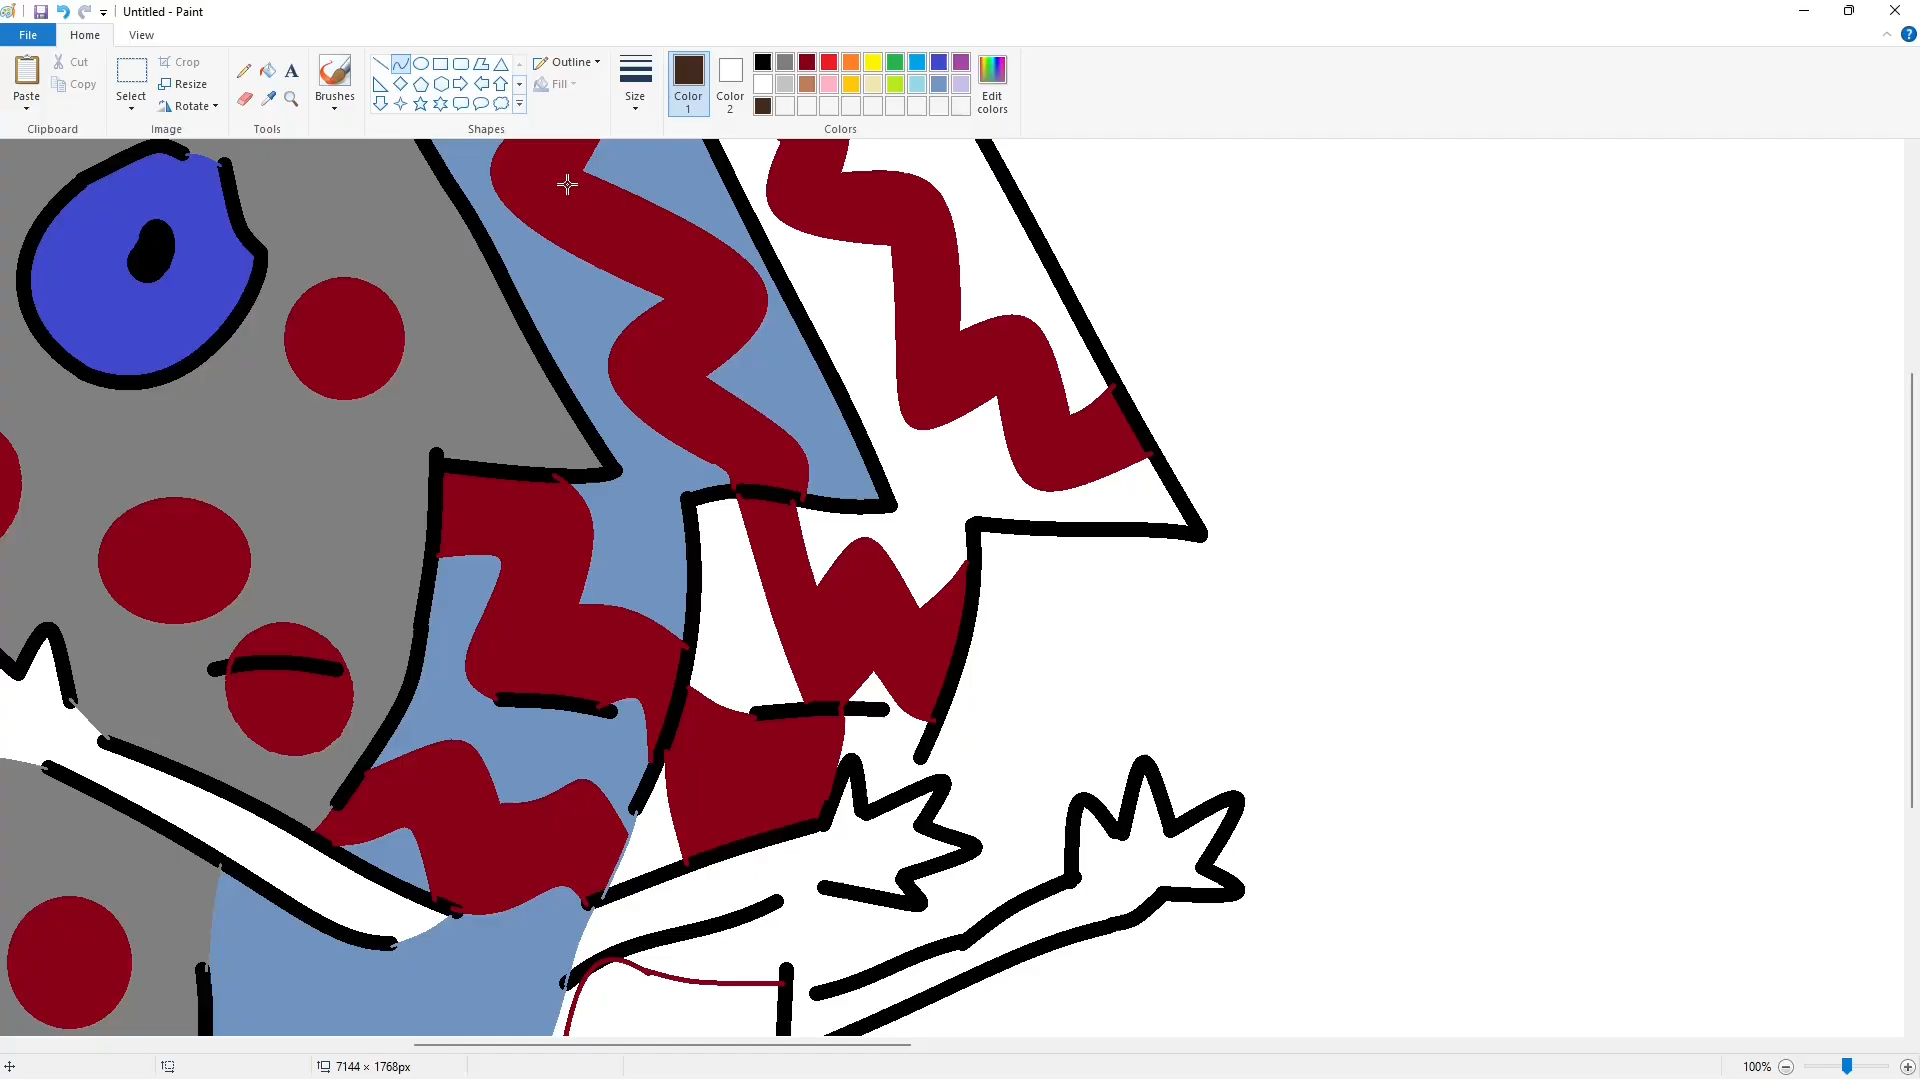 Untitled - Paint
File Home View
Paste Cut Copy
Select Crop Resize Rotate
Brushes
Outline Fill
Size
Color 1
Color 2
Edit colors
Clipboard Image Tools Shapes Colors
7144 × 1768px 100%